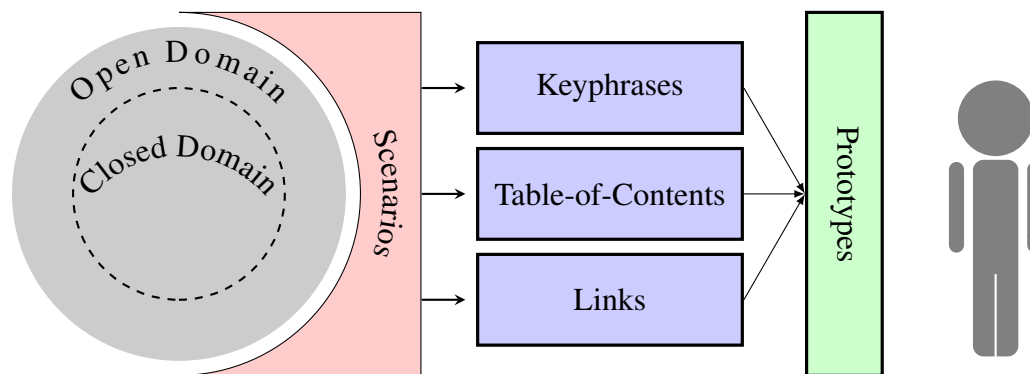 Open Domain
Closed Domain
Scenarios
Keyphrases
Table-of-Contents
Links
Prototypes